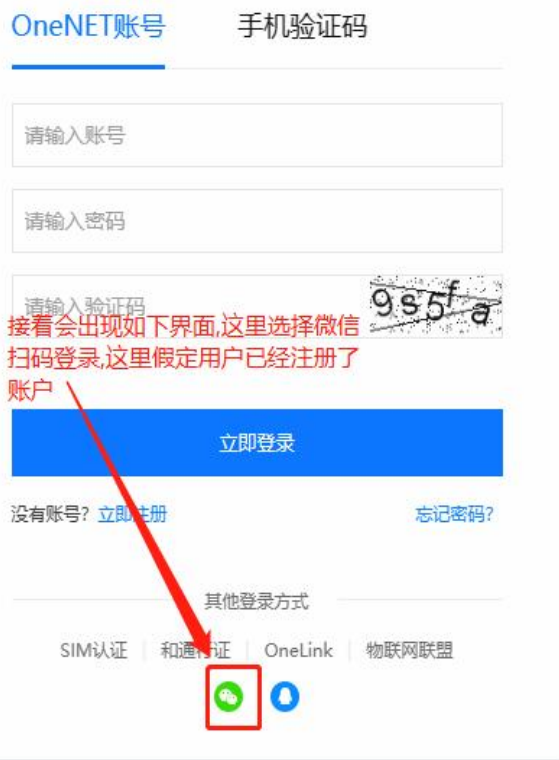 OneNET账号 手机验证码
请输入账号
请输入密码
请输入验证码 9s5fa
接着会出现如下界面,这里选择微信
扫码登录,这里假定用户已经注册了
账户
立即登录
没有账号? 立即注册 忘记密码?
其他登录方式
SIM认证 和通行证 OneLink 物联网联盟